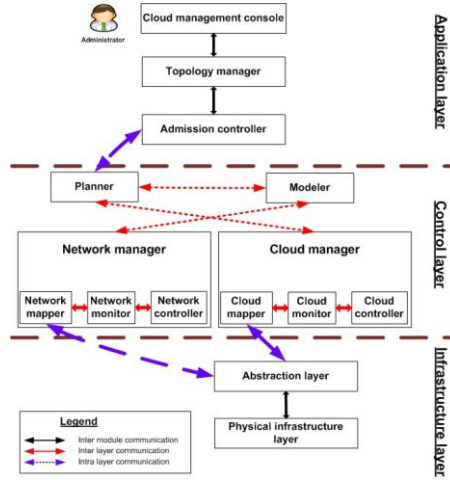 Cloud management console
Administrator
Topology manager
Admission controller
Application layer
Planner
Modeler
Network manager
Cloud manager
Network
mapper
Network
monitor
Network
controller
Cloud
mapper
Cloud
monitor
Cloud
controller
Control layer
Abstraction layer
Physical infrastructure
layer
Infrastructure layer
Legend
Inter module communication
Inter layer communication
Intra layer communication